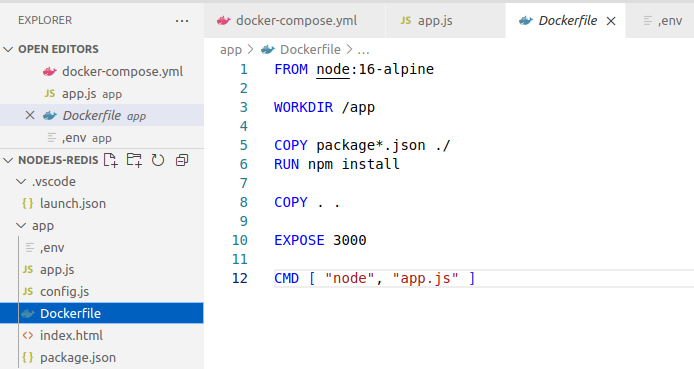 EXPLORER
OPEN EDITORS
docker-compose.yml
app.js app
Dockerfile app
,env app
NODEJS-REDIS
.vscode
{} launch.json
app
,env
JS app.js
JS config.js
Dockerfile
<> index.html
{} package.json
docker-compose.yml
JS app.js
Dockerfile
,env
app > Dockerfile > ...
1 FROM node:16-alpine
2
3 WORKDIR /app
4
5 COPY package*.json ./
6 RUN npm install
7
8 COPY . .
9
10 EXPOSE 3000
11
12 CMD [ "node", "app.js" ]